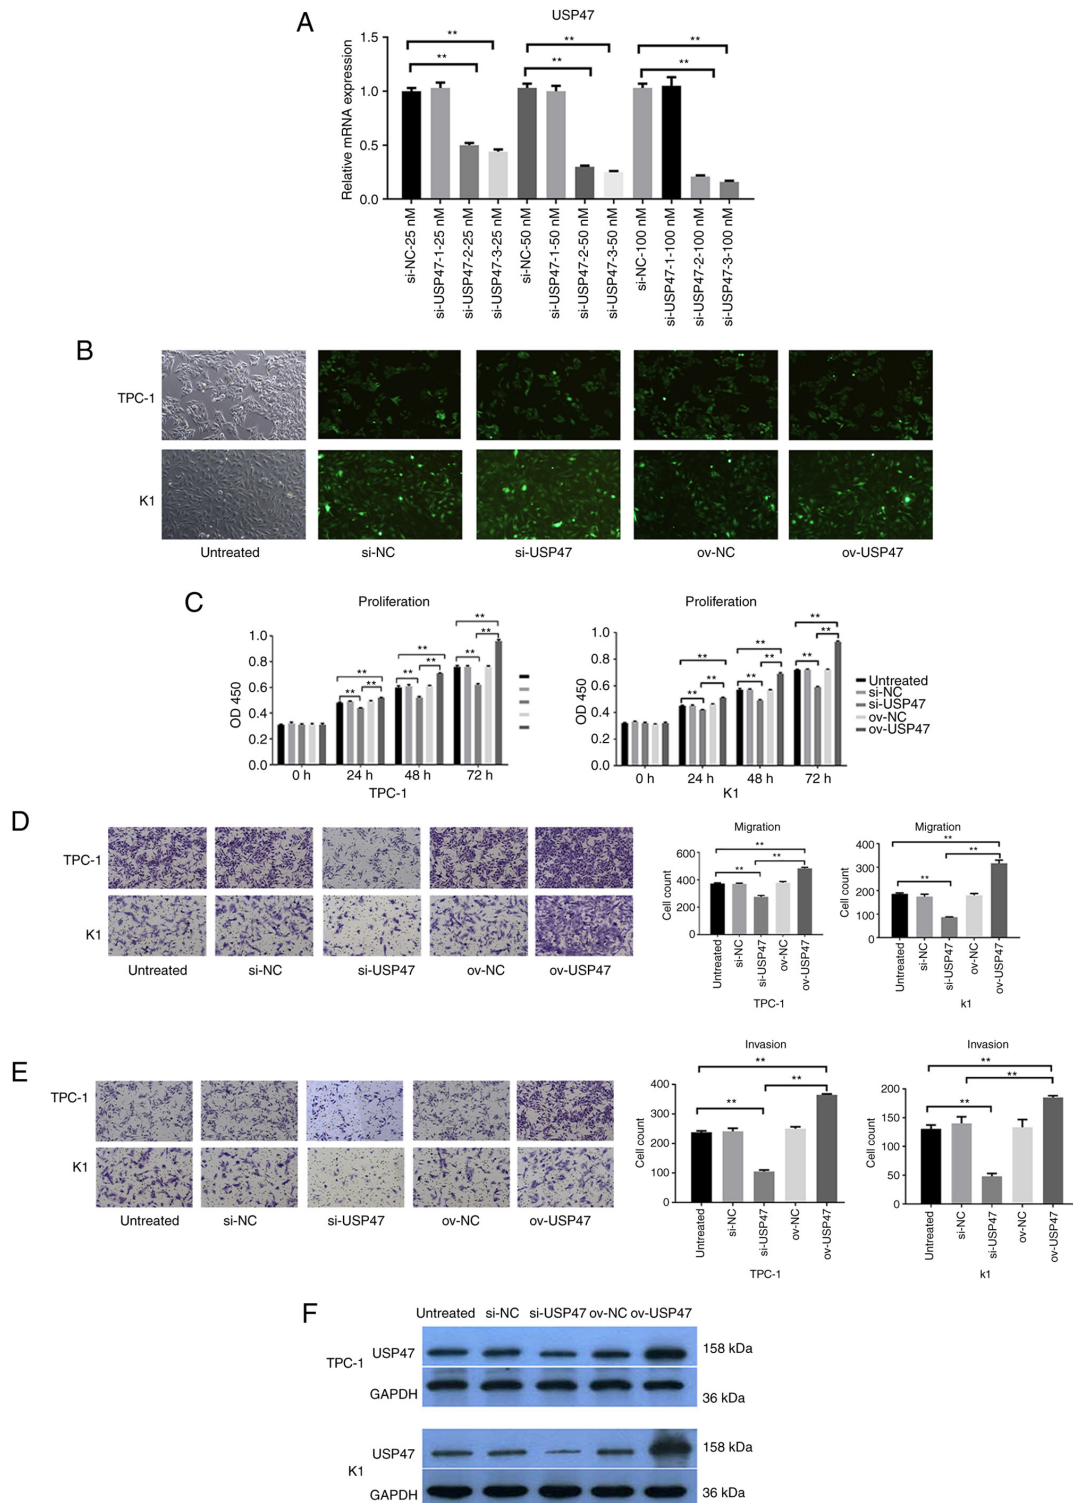 A
USP47
Relative mRNA expression
1.5
1.0
0.5
0.0
**
**
**
**
**
**
si-NC-25 nM
si-USP47-1-25 nM
si-USP47-2-25 nM
si-USP47-3-25 nM
si-NC-50 nM
si-USP47-1-50 nM
si-USP47-2-50 nM
si-USP47-3-50 nM
si-NC-100 nM
si-USP47-1-100 nM
si-USP47-2-100 nM
si-USP47-3-100 nM
B
TPC-1
K1
Untreated si-NC si-USP47 ov-NC ov-USP47
C
Proliferation
OD 450
1.0
0.8
0.6
0.4
0.2
0.0
** ** **
** ** **
** ** **
0 h 24 h 48 h 72 h
TPC-1
Proliferation
OD 450
1.0
0.8
0.6
0.4
0.2
0.0
** ** **
** ** **
** ** **
0 h 24 h 48 h 72 h
K1
Untreated
si-NC
si-USP47
ov-NC
ov-USP47
D
TPC-1
K1
Untreated si-NC si-USP47 ov-NC ov-USP47
Migration
Cell count
600
400
200
0
**
**
**
Untreated
si-NC
si-USP47
ov-NC
ov-USP47
TPC-1
Migration
Cell count
400
300
200
100
0
**
**
**
Untreated
si-NC
si-USP47
ov-NC
ov-USP47
k1
E
TPC-1
K1
Untreated si-NC si-USP47 ov-NC ov-USP47
Invasion
Cell count
400
300
200
100
0
**
**
**
Untreated
si-NC
si-USP47
ov-NC
ov-USP47
TPC-1
Invasion
Cell count
200
150
100
50
0
**
**
**
Untreated
si-NC
si-USP47
ov-NC
ov-USP47
k1
F
Untreated si-NC si-USP47 ov-NC ov-USP47
TPC-1
USP47 158 kDa
GAPDH 36 kDa
K1
USP47 158 kDa
GAPDH 36 kDa